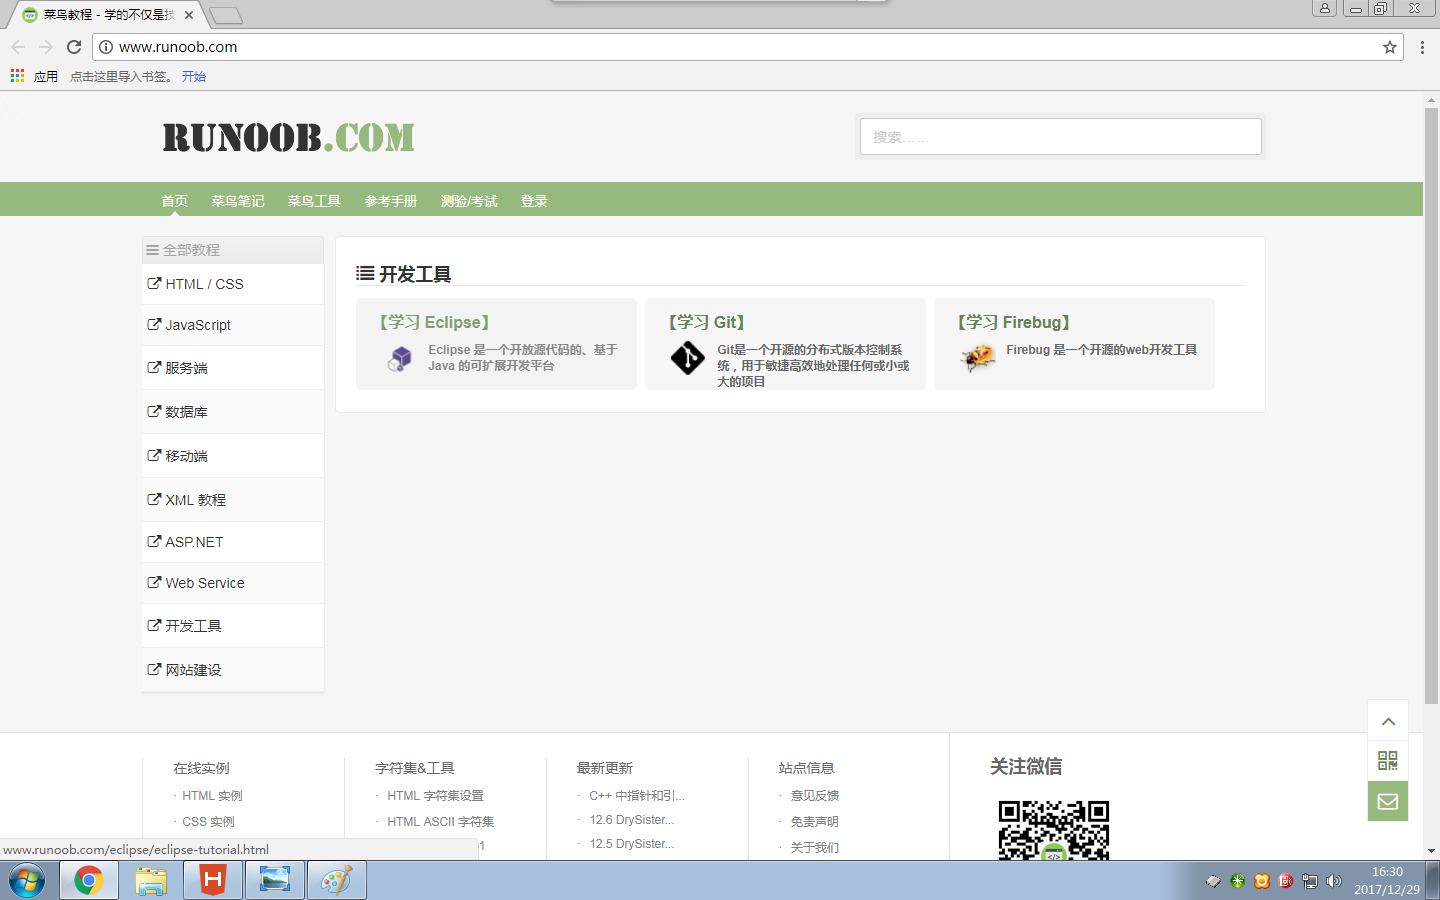 菜鸟教程 - 学的不仅是技
www.runoob.com
应用 点击这里导入书签。 开始
RUNOOB.COM
搜索……
首页 菜鸟笔记 菜鸟工具 参考手册 测验/考试 登录
全部教程
HTML / CSS
JavaScript
服务端
数据库
移动端
XML 教程
ASP.NET
Web Service
开发工具
网站建设
开发工具
【学习 Eclipse】
Eclipse 是一个开放源代码的、基于
Java 的可扩展开发平台
【学习 Git】
Git是一个开源的分布式版本控制系
统，用于敏捷高效地处理任何或小或
大的项目
【学习 Firebug】
Firebug 是一个开源的web开发工具
在线实例
· HTML 实例
· CSS 实例
字符集&工具
· HTML 字符集设置
· HTML ASCII 字符集
1
最新更新
· C++ 中指针和引...
· 12.6 DrySister...
· 12.5 DrySister...
站点信息
· 意见反馈
· 免责声明
· 关于我们
关注微信
www.runoob.com/eclipse/eclipse-tutorial.html
16:30
2017/12/29